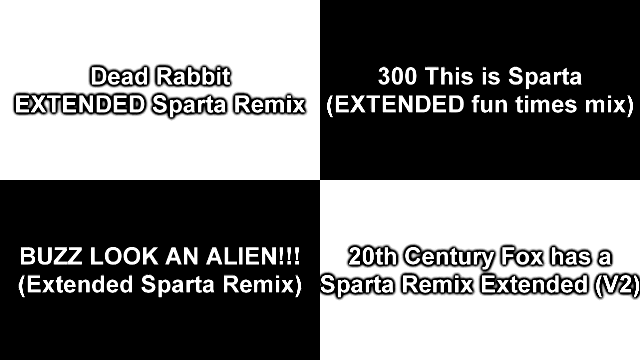 Dead Rabbit
EXTENDED Sparta Remix
300 This is Sparta
(EXTENDED fun times mix)
BUZZ LOOK AN ALIEN!!!
(Extended Sparta Remix)
20th Century Fox has a
Sparta Remix Extended (V2)